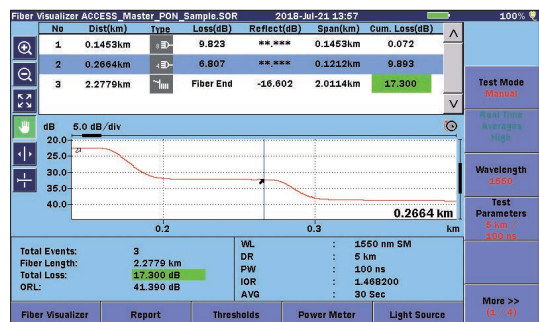 Fiber Visualizer ACCESS_Master_PON_Sample.SOR 2018-Jul-21 13:57 100%
No Dist(km) Type Loss(dB) Reflect(dB) Span(km) Cum. Loss(dB)
1 0.1453km 8 9.823 **.*** 0.1453km 0.072
2 0.2664km 4 6.807 **.*** 0.1212km 9.893
3 2.2779km Fiber End -16.602 2.0114km 17.300
dB 5.0 dB/div
20.0
25.0
30.0
35.0
40.0
0.2664 km
0.2 0.3 km
Total Events: 3
Fiber Length: 2.2779 km
Total Loss: 17.300 dB
ORL: 41.390 dB
WL : 1550 nm SM
DR : 5 km
PW : 100 ns
IOR : 1.468200
AVG : 30 Sec
Test Mode
Manual
Real Time
Averages
High
Wavelength
1550
Test
Parameters
5 km
100 ns
More >>
Fiber Visualizer Report Thresholds Power Meter Light Source